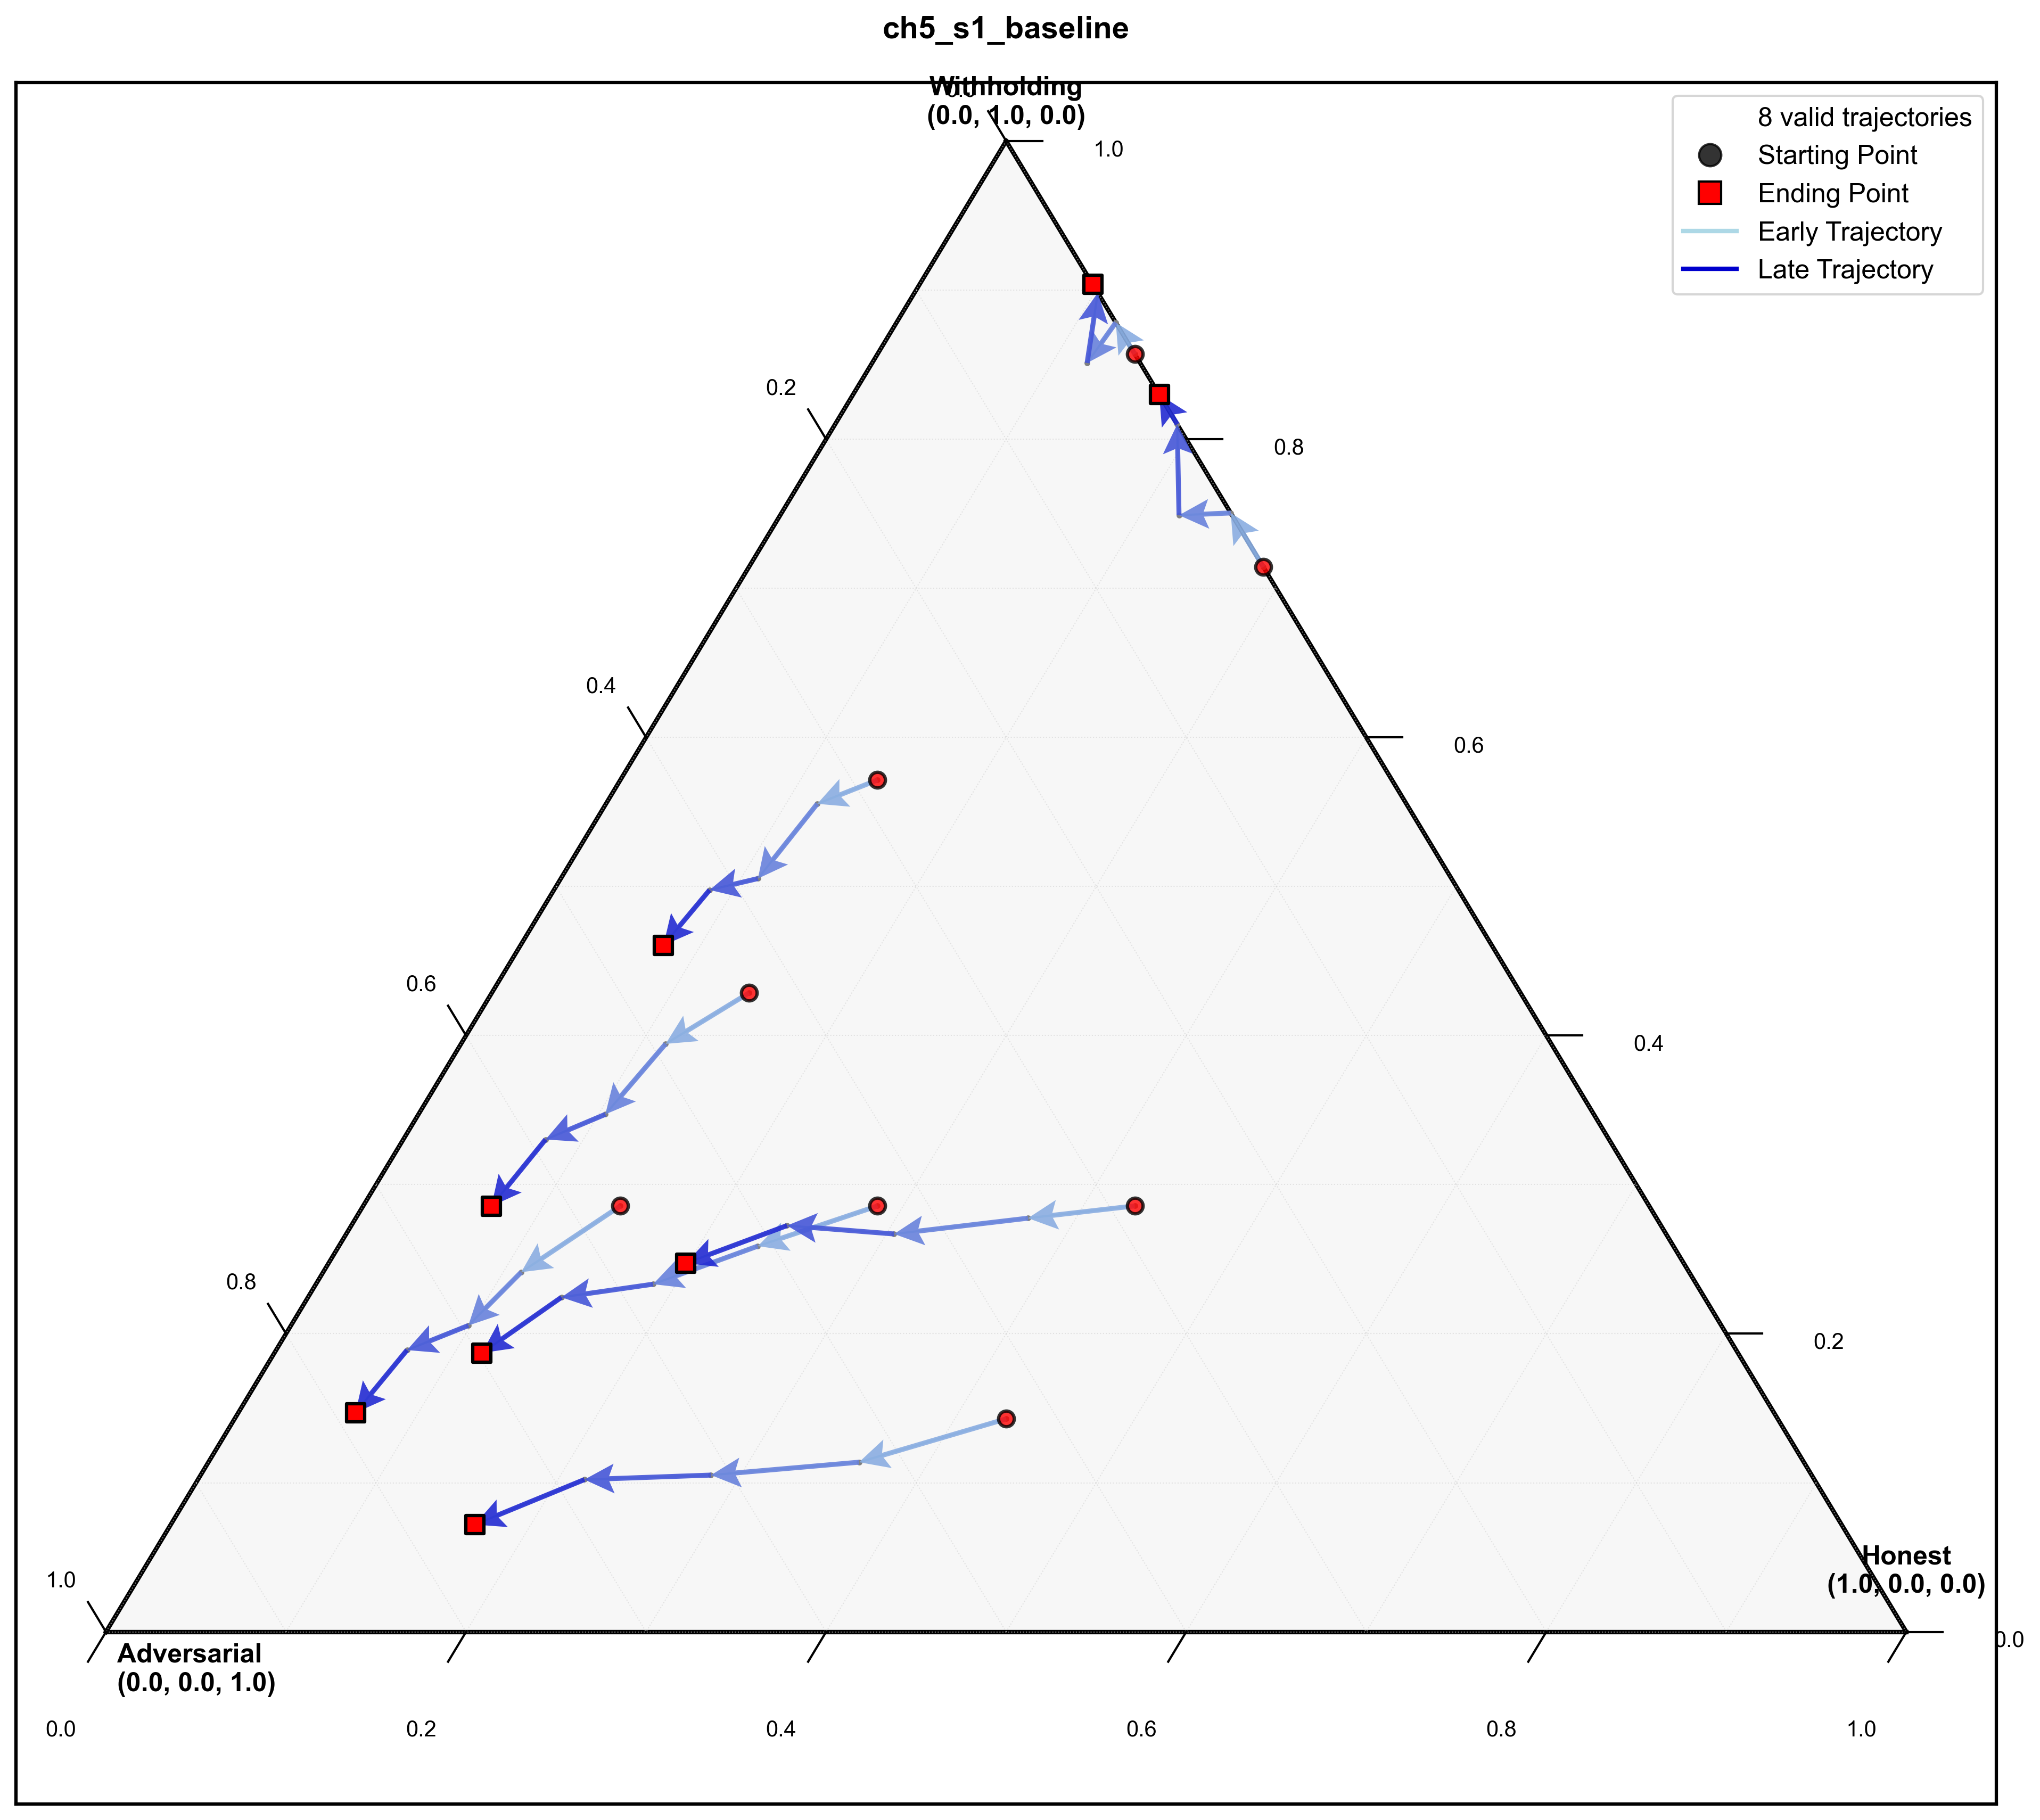 ch5_s1_baseline
Withholding
(0.0, 1.0, 0.0)
0.0
8 valid trajectories
Starting Point
Ending Point
Early Trajectory
Late Trajectory
1.0
0.2
0.8
0.4
0.6
0.6
0.4
0.8
0.2
1.0
Honest
(1.0, 0.0, 0.0)
0.0
Adversarial
(0.0, 0.0, 1.0)
0.0
0.2
0.4
0.6
0.8
1.0